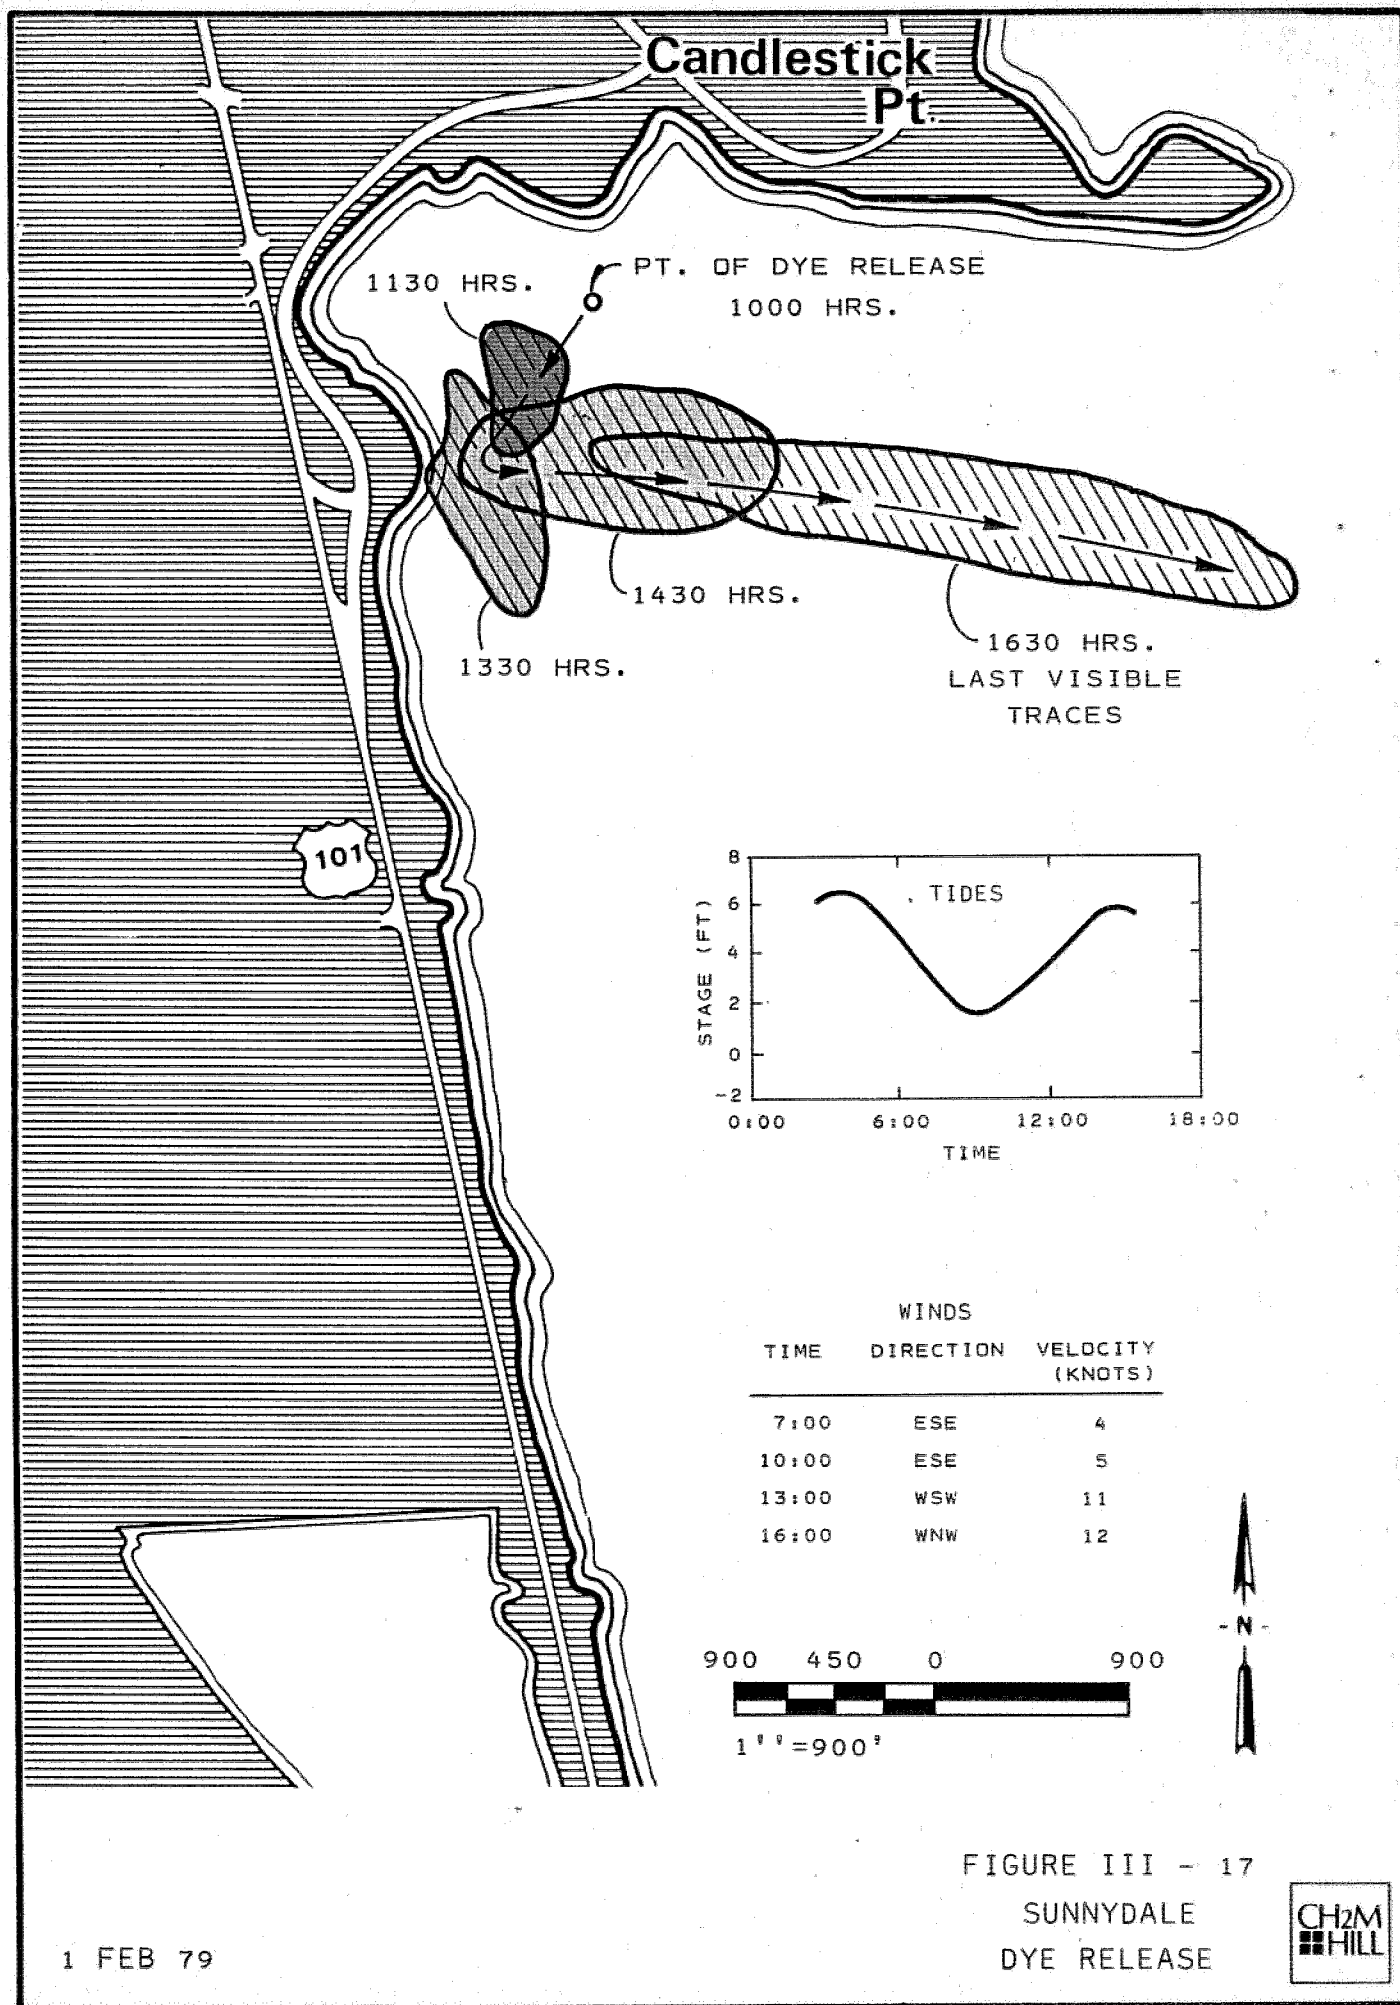 Candlestick
Pt.
PT. OF DYE RELEASE
1000 HRS.
1130 HRS.
1430 HRS.
1330 HRS.
1630 HRS.
LAST VISIBLE
TRACES
101
TIDES
STAGE (FT)
8
6
4
2
0
-2
0:00 6:00 12:00 18:00
TIME
WINDS
TIME DIRECTION VELOCITY
(KNOTS)
7:00 ESE 4
10:00 ESE 5
13:00 WSW 11
16:00 WNW 12
-N-
900 450 0 900
1''=900'
FIGURE III - 17
SUNNYDALE
DYE RELEASE
CH2M
HILL
1 FEB 79